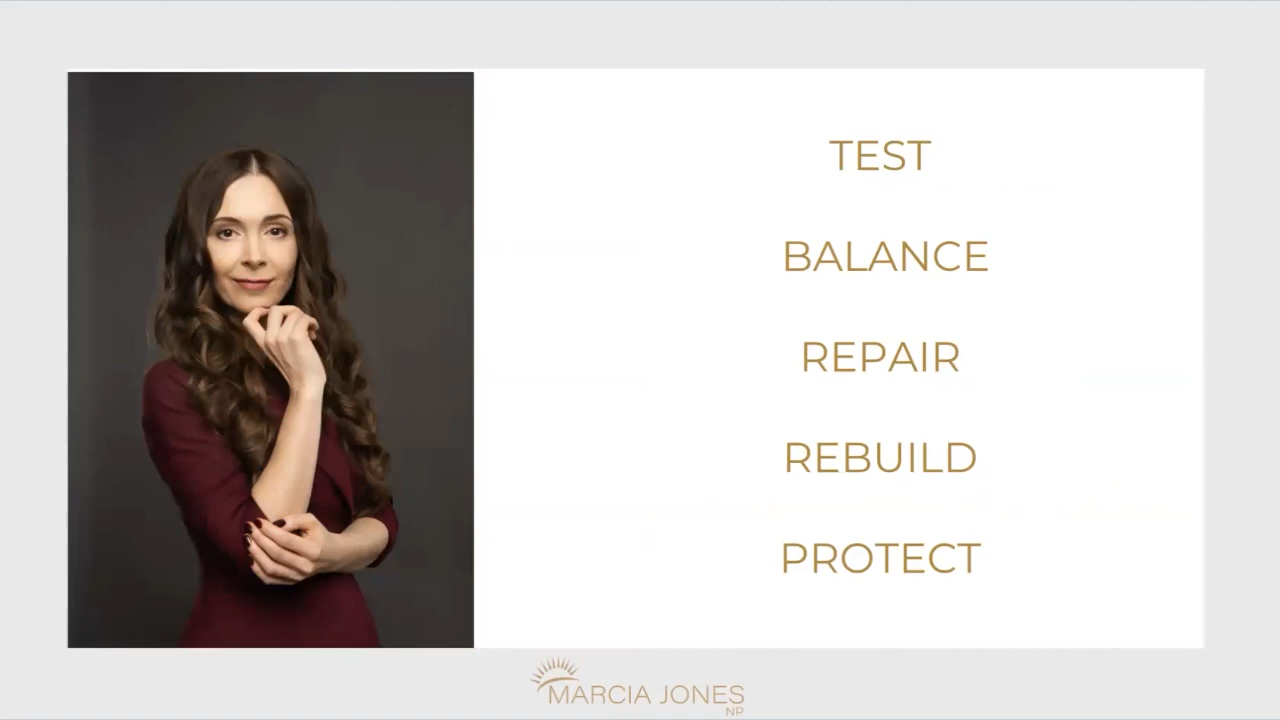 TEST
BALANCE
REPAIR
REBUILD
PROTECT
MARCIA JONES
NP